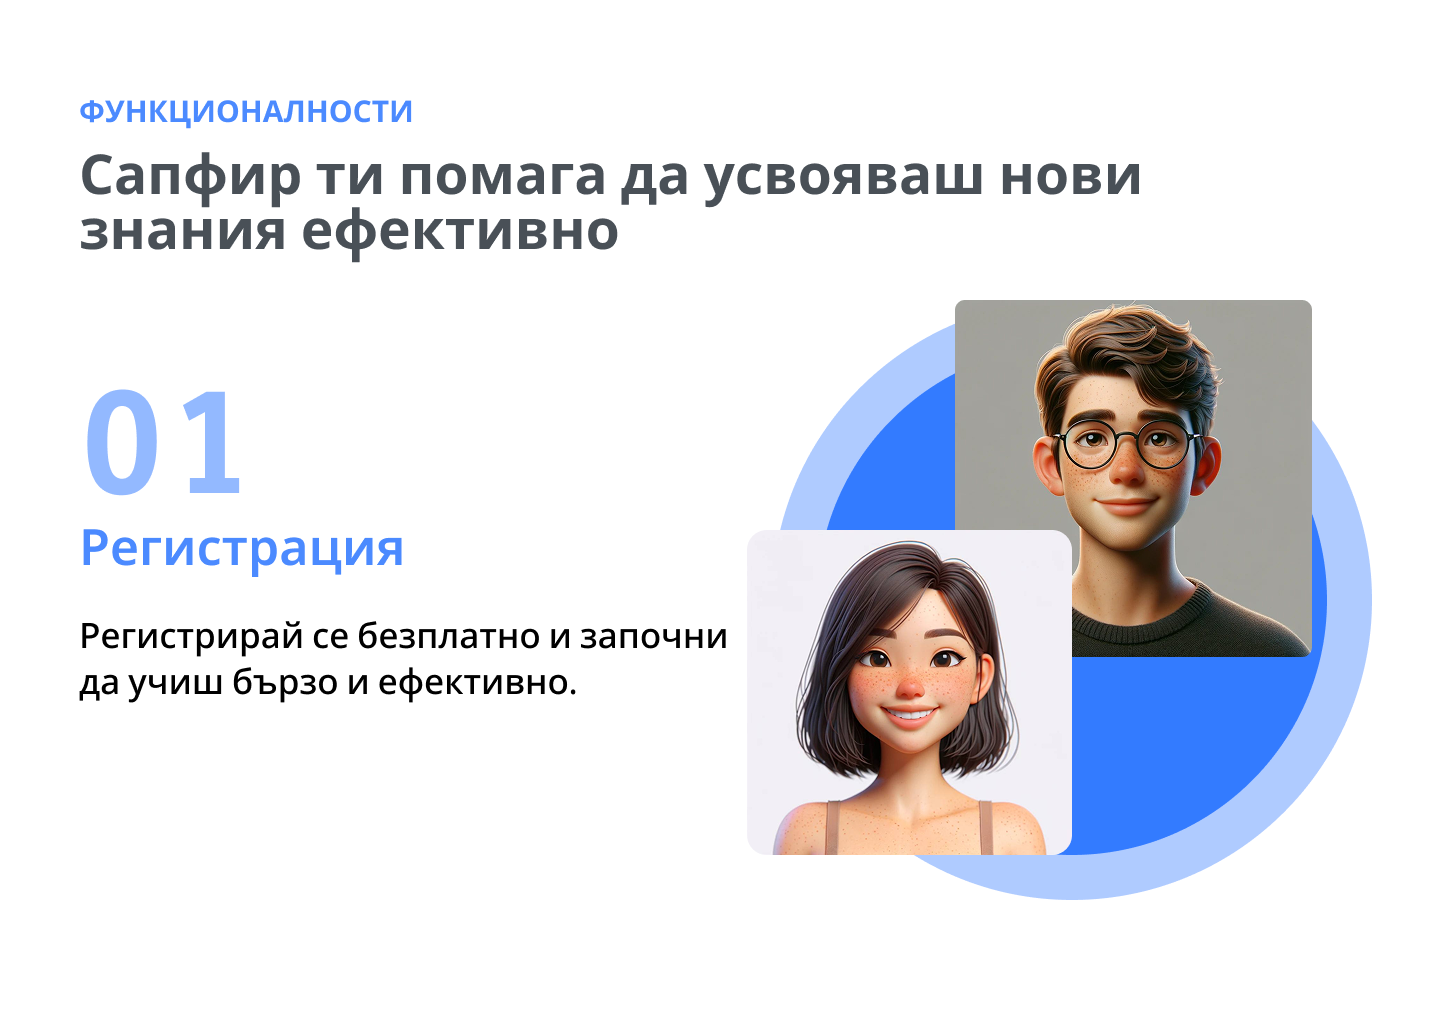 ФУНКЦИОНАЛНОСТИ
Сапфир ти помага да усвояваш нови
знания ефективно
01
Регистрация
Регистрирай се безплатно и започни
да учиш бързо и ефективно.